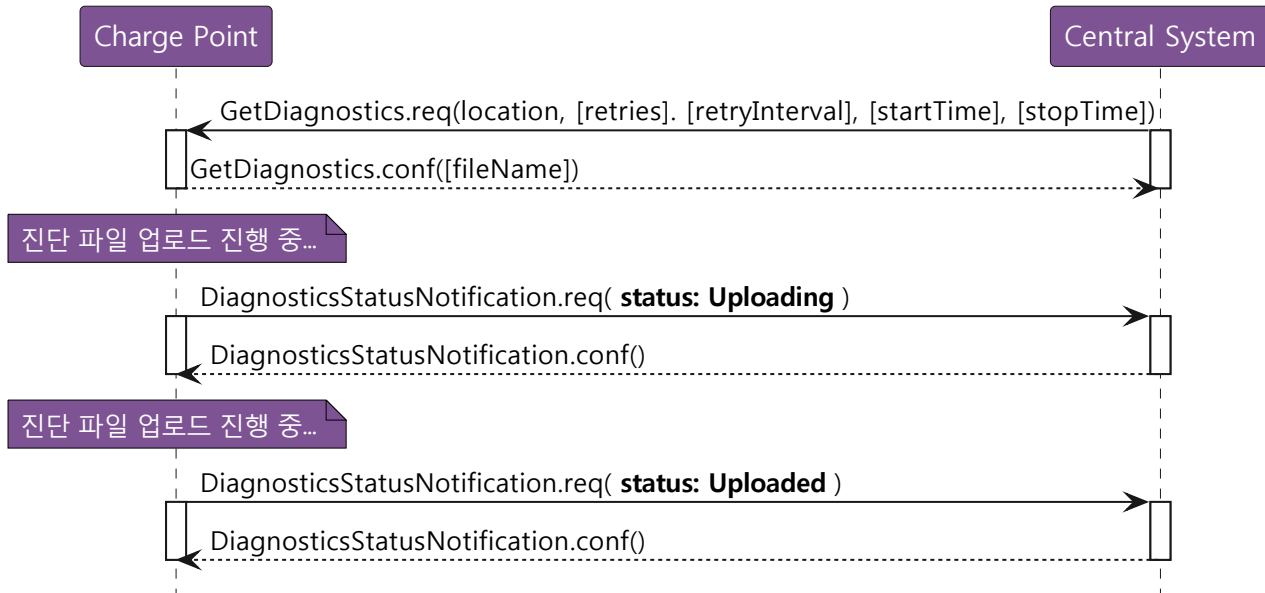 Charge Point
Central System
GetDiagnostics.req(location, [retries]. [retryInterval], [startTime], [stopTime])
GetDiagnostics.conf([fileName])
진단 파일 업로드 진행 중...
DiagnosticsStatusNotification.req( status: Uploading )
DiagnosticsStatusNotification.conf()
진단 파일 업로드 진행 중...
DiagnosticsStatusNotification.req( status: Uploaded )
DiagnosticsStatusNotification.conf()